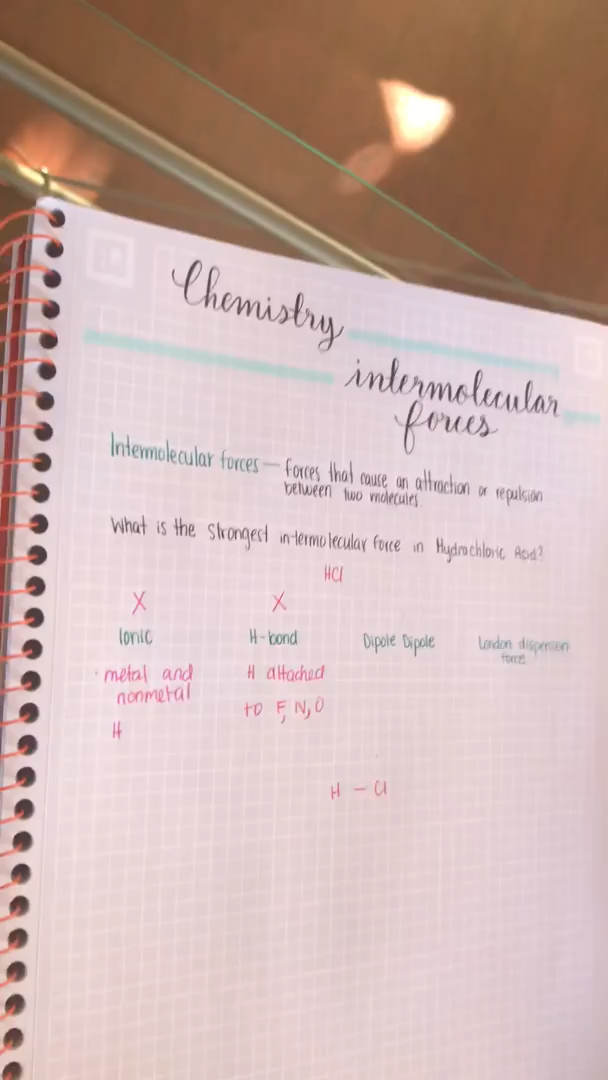 Chemistry
intermolecular
forces
Intermolecular forces — forces that cause an attraction or repulsion
between two molecules.
What is the strongest intermolecular force in Hydrochloric Acid?
HCl
X X
Ionic H-bond Dipole Dipole London dispersion
force
· metal and H attached
nonmetal to F, N, O
H
H – Cl